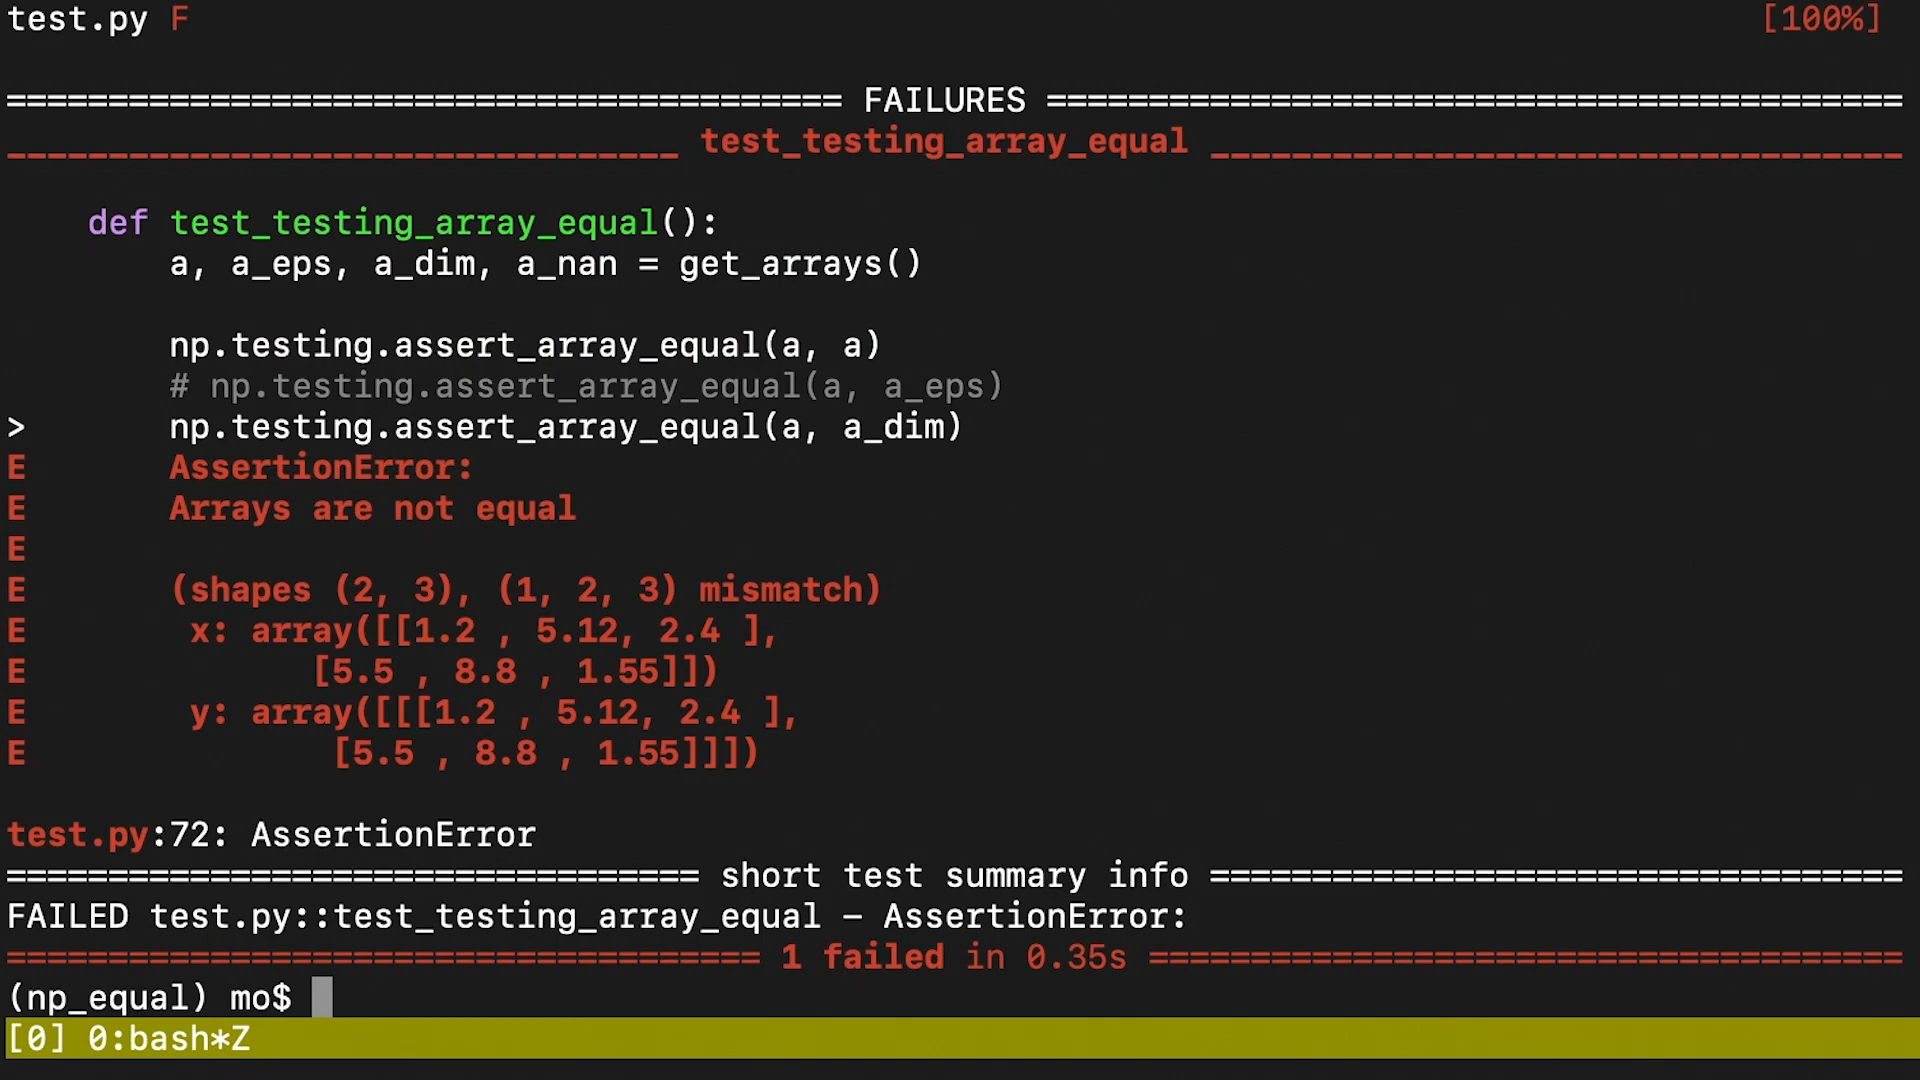 test.py F [100%]
========================================= FAILURES ==========================================
_________________________________ test_testing_array_equal __________________________________
def test_testing_array_equal():
a, a_eps, a_dim, a_nan = get_arrays()
np.testing.assert_array_equal(a, a)
# np.testing.assert_array_equal(a, a_eps)
> np.testing.assert_array_equal(a, a_dim)
E AssertionError:
E Arrays are not equal
E
E (shapes (2, 3), (1, 2, 3) mismatch)
E x: array([[1.2 , 5.12, 2.4 ],
E [5.5 , 8.8 , 1.55]])
E y: array([[[1.2 , 5.12, 2.4 ],
E [5.5 , 8.8 , 1.55]]])
test.py:72: AssertionError
================================== short test summary info ==================================
FAILED test.py::test_testing_array_equal – AssertionError:
===================================== 1 failed in 0.35s =====================================
(np_equal) mo$
[0] 0:bash*Z